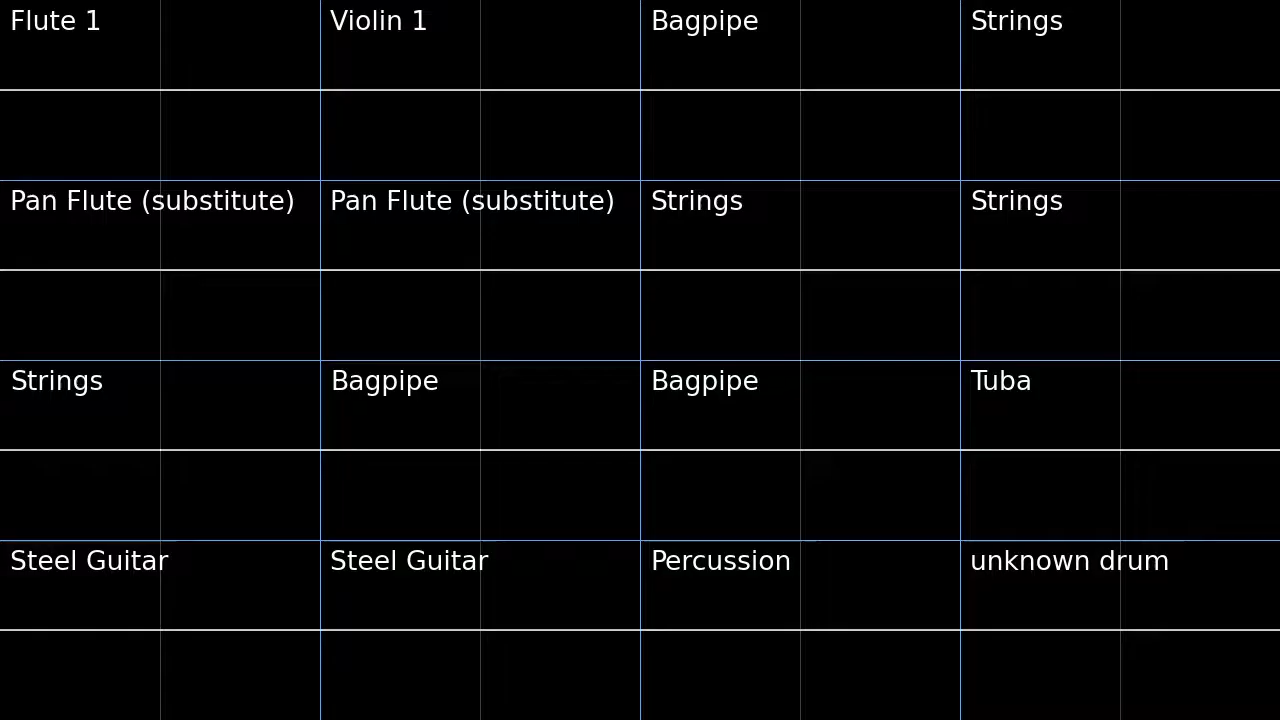 Flute 1
Violin 1
Bagpipe
Strings
Pan Flute (substitute)
Pan Flute (substitute)
Strings
Strings
Strings
Bagpipe
Bagpipe
Tuba
Steel Guitar
Steel Guitar
Percussion
unknown drum